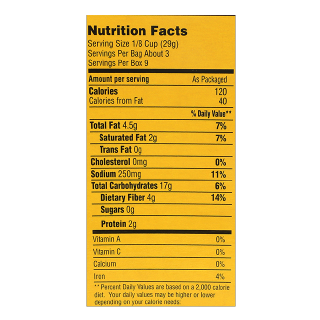 Nutrition Facts
Serving Size 1/8 Cup (29g)
Servings Per Bag About 3
Servings Per Box 9
Amount per serving As Packaged
Calories 120
Calories from Fat 40
% Daily Value**
Total Fat 4.5g 7%
Saturated Fat 2g 7%
Trans Fat 0g
Cholesterol 0mg 0%
Sodium 250mg 11%
Total Carbohydrates 17g 6%
Dietary Fiber 4g 14%
Sugars 0g
Protein 2g
Vitamin A 0%
Vitamin C 0%
Calcium 0%
Iron 4%
**Percent Daily Values are based on a 2,000 calorie
diet. Your daily values may be higher or lower
depending on your calorie needs: